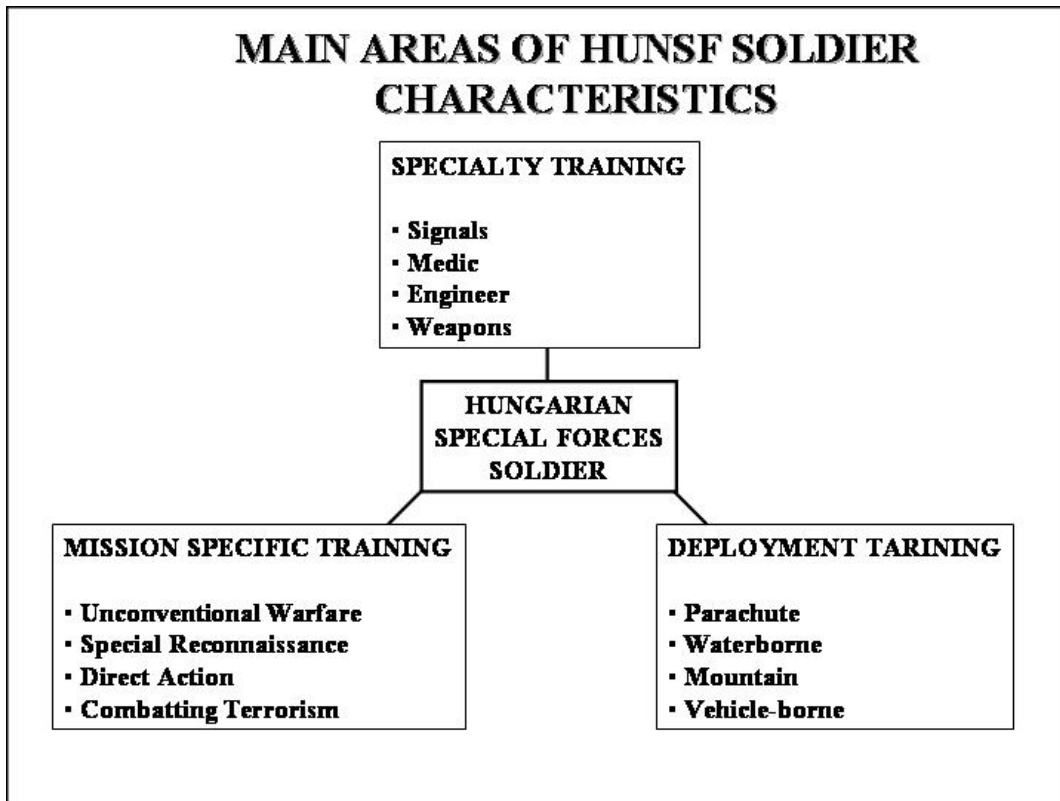 MAIN AREAS OF HUNSF SOLDIER
CHARACTERISTICS
SPECIALTY TRAINING
▪ Signals
▪ Medic
▪ Engineer
▪ Weapons
HUNGARIAN
SPECIAL FORCES
SOLDIER
MISSION SPECIFIC TRAINING
▪ Unconventional Warfare
▪ Special Reconnaissance
▪ Direct Action
▪ Combatting Terrorism
DEPLOYMENT TARINING
▪ Parachute
▪ Waterborne
▪ Mountain
▪ Vehicle-borne